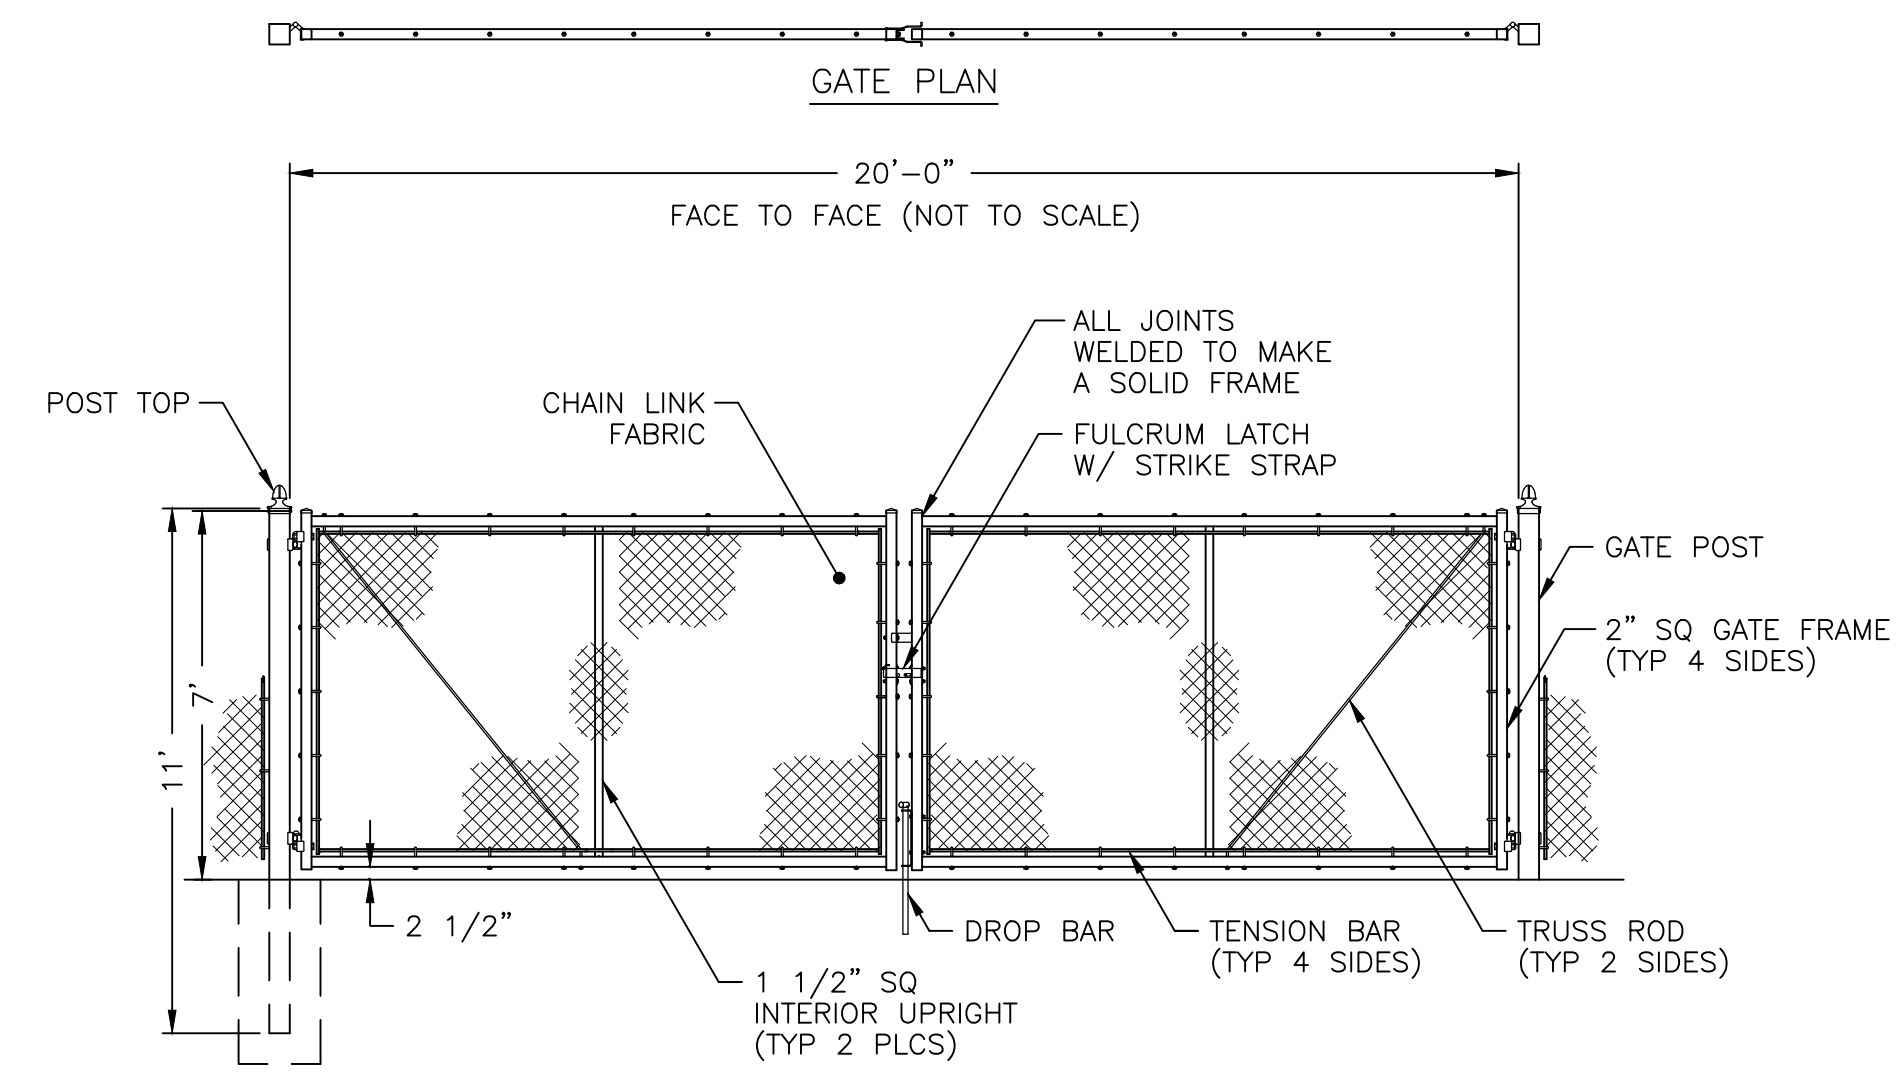 GATE PLAN
20'-0"
FACE TO FACE (NOT TO SCALE)
ALL JOINTS
WELDED TO MAKE
A SOLID FRAME
POST TOP
CHAIN LINK
FABRIC
FULCRUM LATCH
W/ STRIKE STRAP
GATE POST
2" SQ GATE FRAME
(TYP 4 SIDES)
7'
11'
2 1/2"
DROP BAR
TENSION BAR
(TYP 4 SIDES)
TRUSS ROD
(TYP 2 SIDES)
1 1/2" SQ
INTERIOR UPRIGHT
(TYP 2 PLCS)